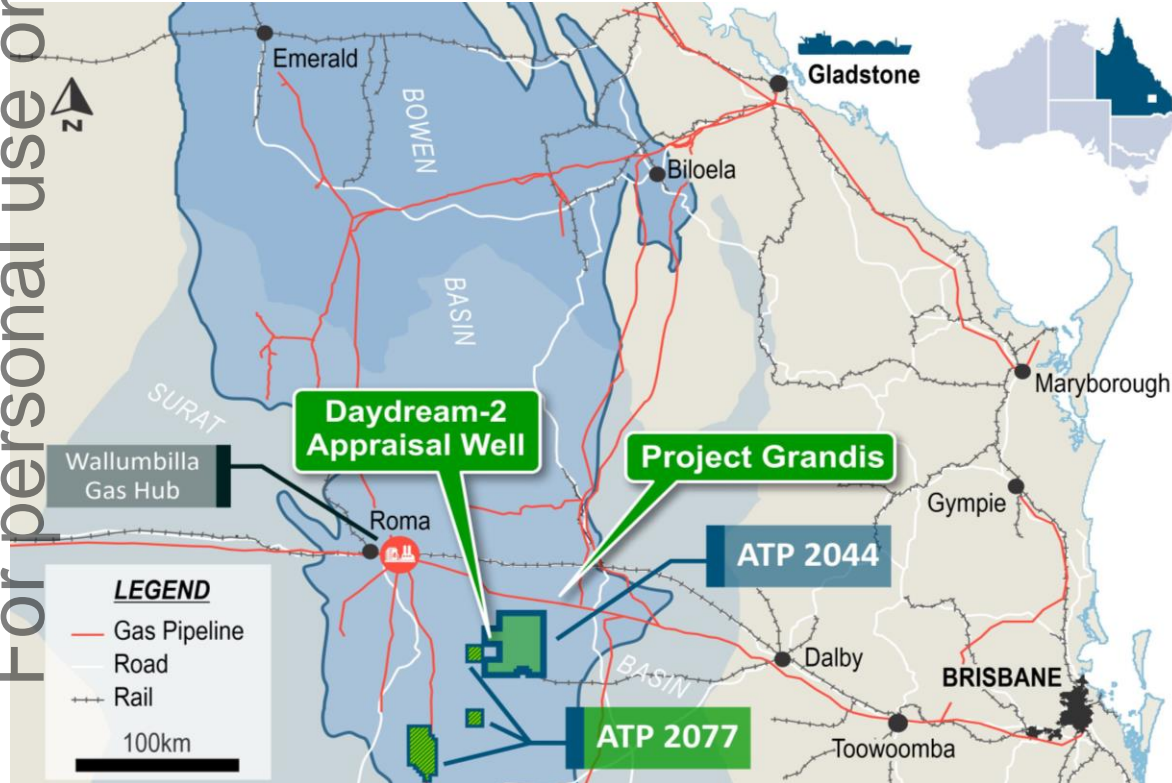 For personal use or
Emerald
Gladstone
BOWEN
Biloela
BASIN
Maryborough
SURAT
Daydream-2
Appraisal Well
Project Grandis
Wallumbilla
Gas Hub
Gympie
Roma
ATP 2044
LEGEND
Gas Pipeline
Road
Rail
100km
BASIN
Dalby
BRISBANE
ATP 2077
Toowoomba
N